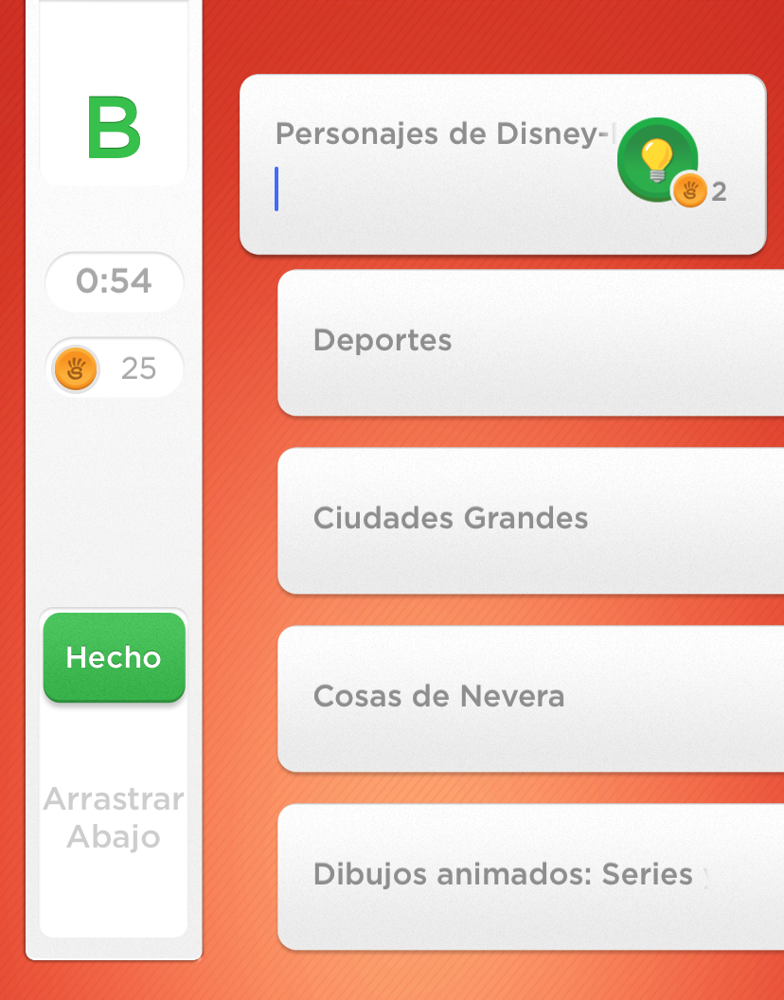 B
0:54
25
Hecho
Arrastrar
Abajo
Personajes de Disney-
2
Deportes
Ciudades Grandes
Cosas de Nevera
Dibujos animados: Series